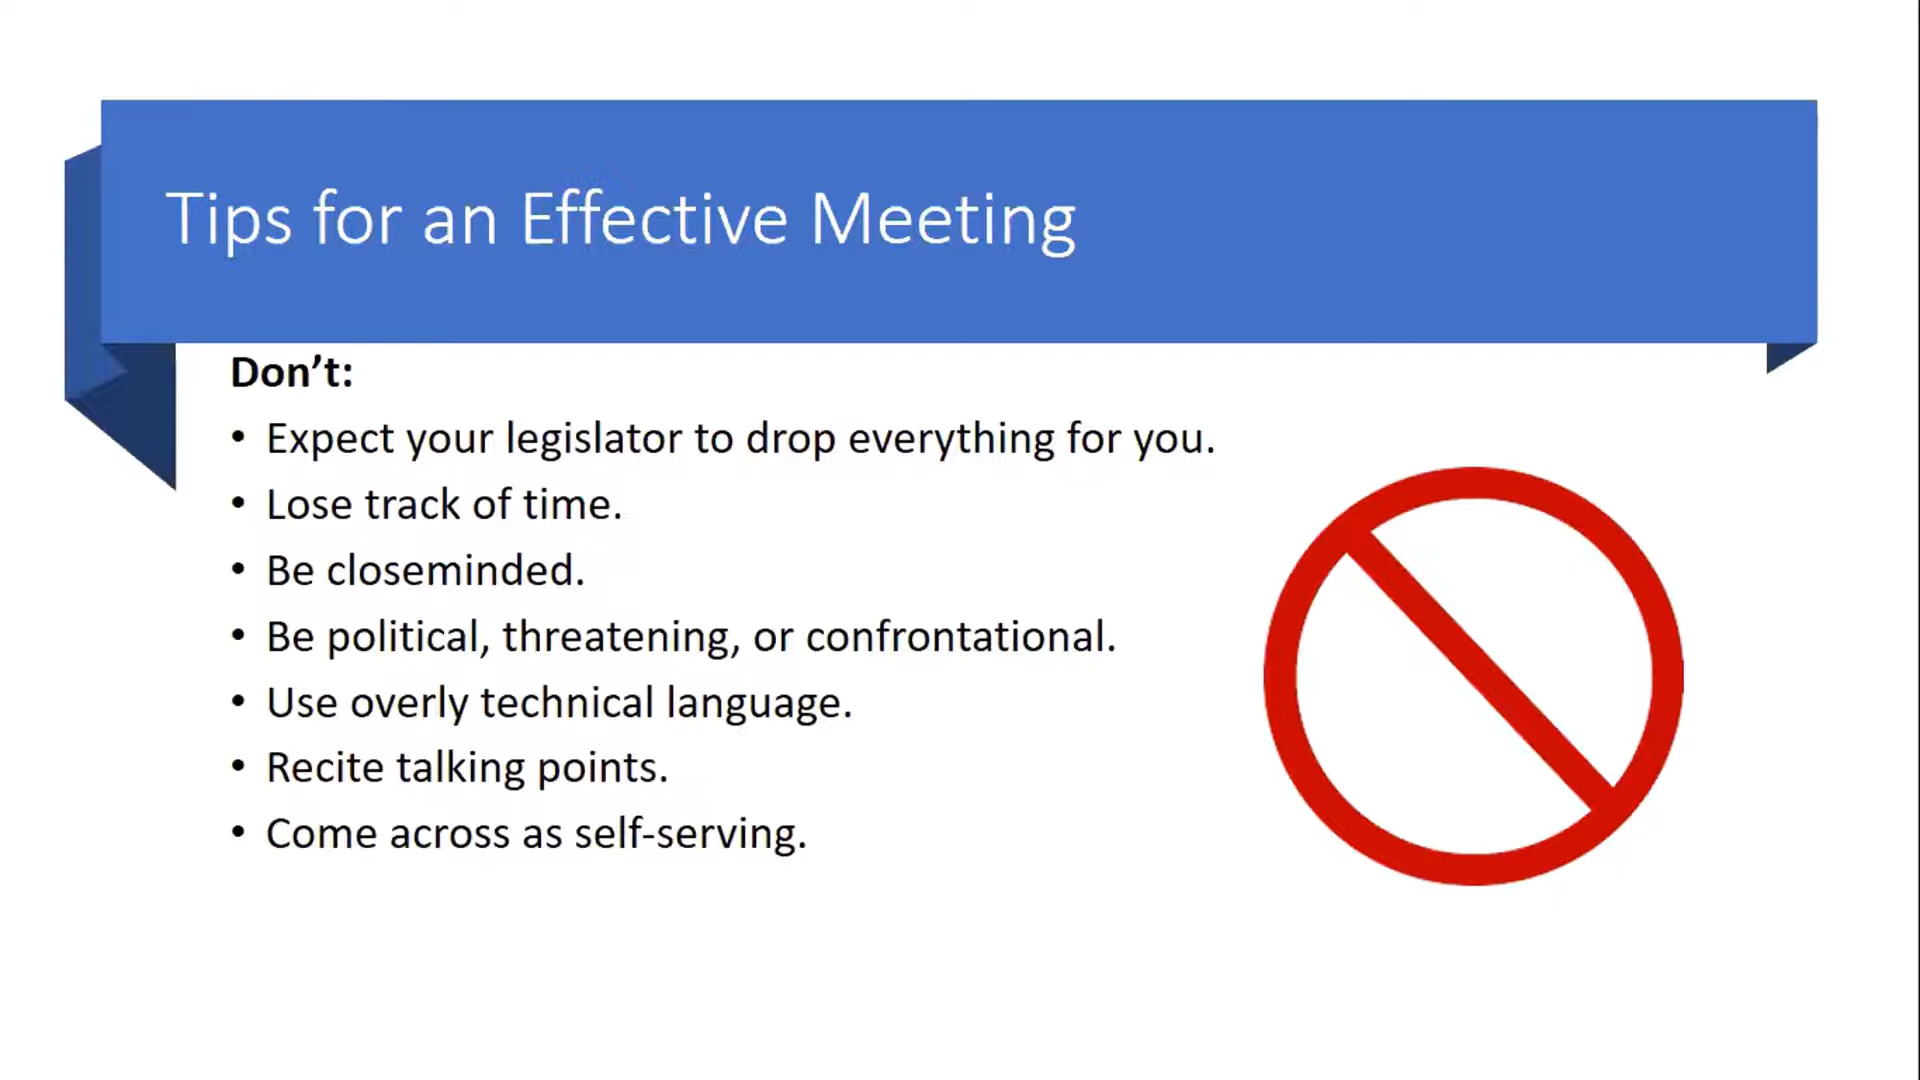 Tips for an Effective Meeting
Don’t:
• Expect your legislator to drop everything for you.
• Lose track of time.
• Be closeminded.
• Be political, threatening, or confrontational.
• Use overly technical language.
• Recite talking points.
• Come across as self-serving.